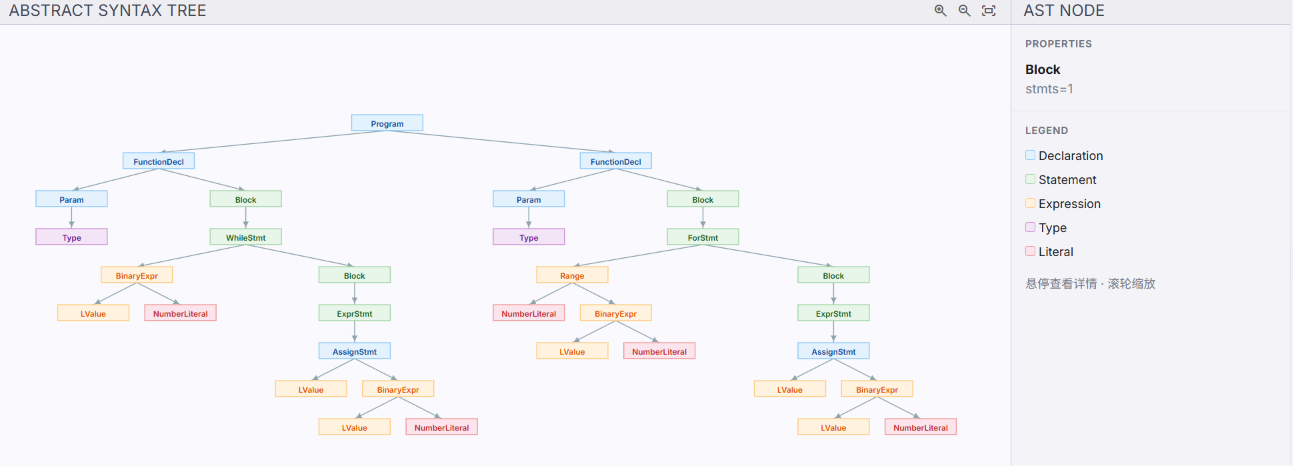 ABSTRACT SYNTAX TREE
Program
FunctionDecl FunctionDecl
Param Block Param Block
Type WhileStmt Type ForStmt
BinaryExpr Block Range Block
LValue NumberLiteral ExprStmt NumberLiteral BinaryExpr ExprStmt
AssignStmt LValue NumberLiteral AssignStmt
LValue BinaryExpr LValue BinaryExpr
LValue NumberLiteral LValue NumberLiteral
AST NODE
PROPERTIES
Block
stmts=1
LEGEND
Declaration
Statement
Expression
Type
Literal
悬停查看详情 · 滚轮缩放